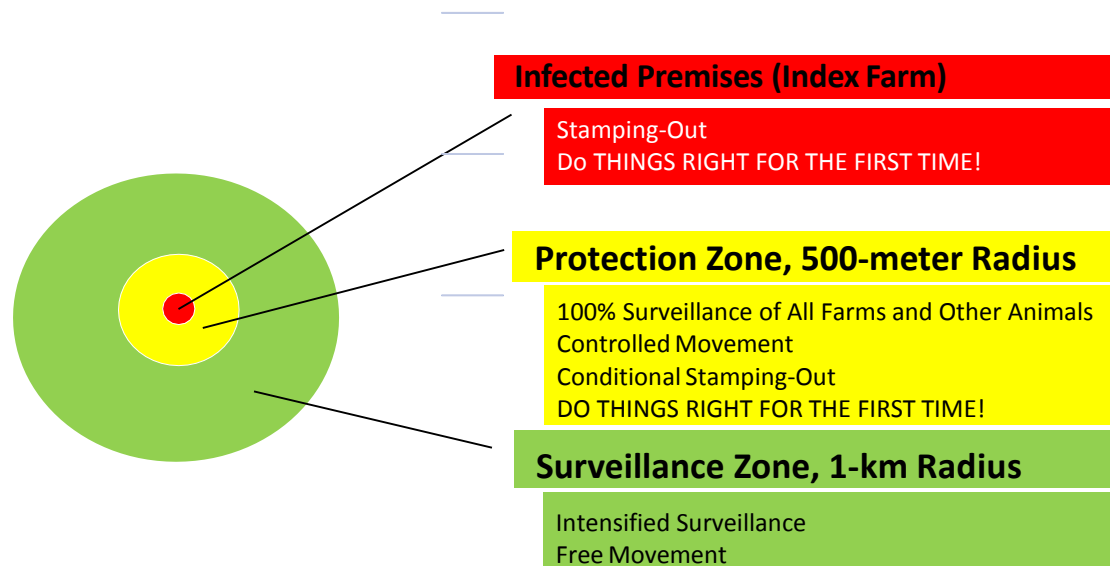 Infected Premises (Index Farm)
Stamping-Out
Do THINGS RIGHT FOR THE FIRST TIME!
Protection Zone, 500-meter Radius
100% Surveillance of All Farms and Other Animals
Controlled Movement
Conditional Stamping-Out
DO THINGS RIGHT FOR THE FIRST TIME!
Surveillance Zone, 1-km Radius
Intensified Surveillance
Free Movement